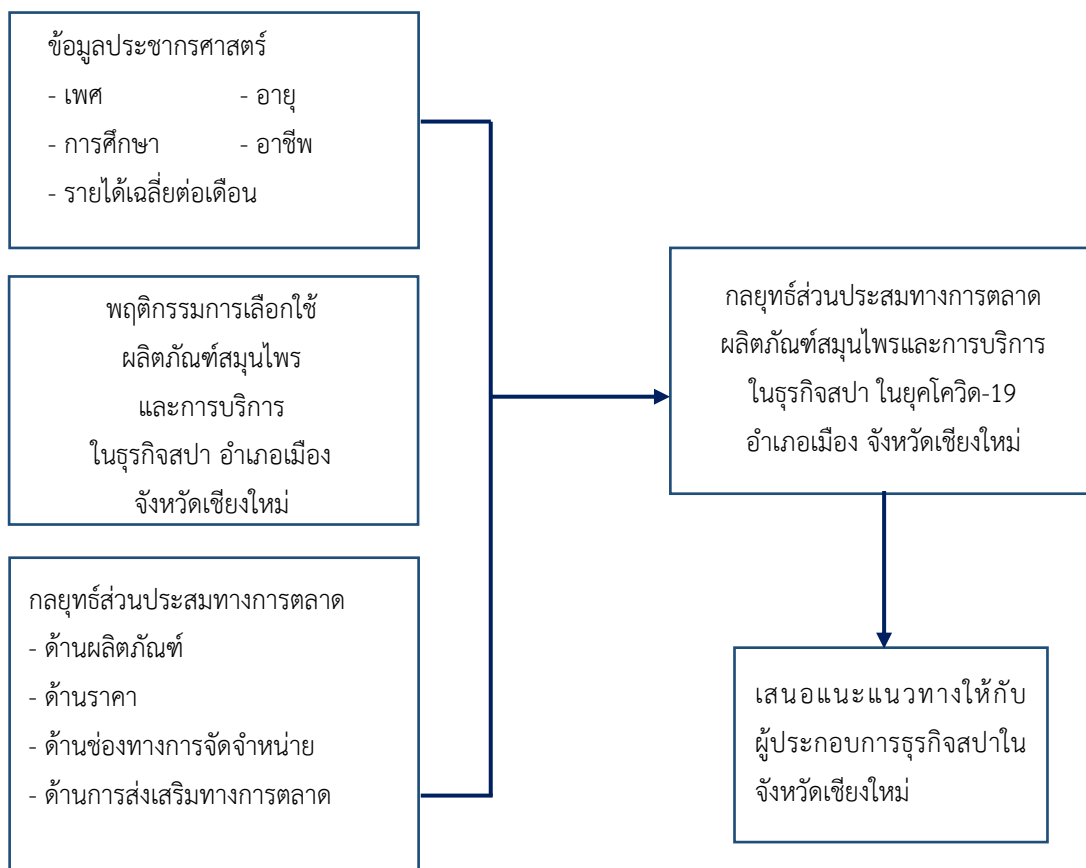 ข้อมูลประชากรศาสตร์
- เพศ - อายุ
- การศึกษา - อาชีพ
- รายได้เฉลี่ยต่อเดือน
พฤติกรรมการเลือกใช้
ผลิตภัณฑ์สมุนไพร
และการบริการ
ในธุรกิจสปา อำเภอเมือง
จังหวัดเชียงใหม่
กลยุทธ์ส่วนประสมทางการตลาด
- ด้านผลิตภัณฑ์
- ด้านราคา
- ด้านช่องทางการจัดจำหน่าย
- ด้านการส่งเสริมทางการตลาด
กลยุทธ์ส่วนประสมทางการตลาด
ผลิตภัณฑ์สมุนไพรและการบริการ
ในธุรกิจสปา ในยุคโควิด-19
อำเภอเมือง จังหวัดเชียงใหม่
เสนอแนะแนวทางให้กับ
ผู้ประกอบการธุรกิจสปาใน
จังหวัดเชียงใหม่